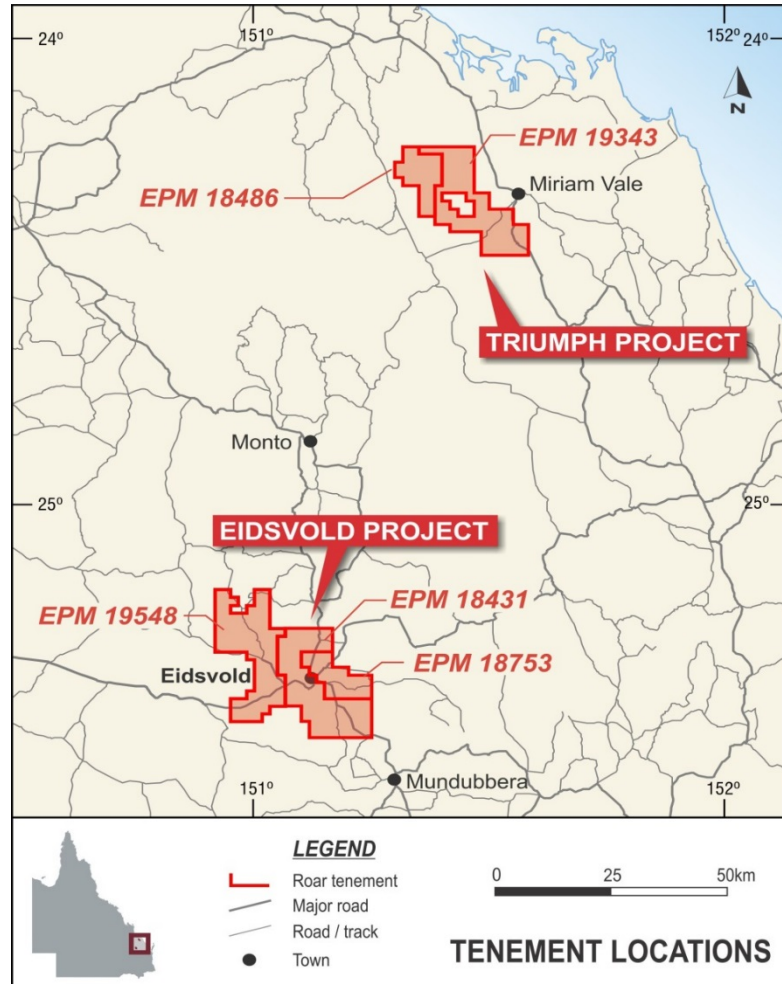 24º
151º
152º
24º
N
EPM 19343
EPM 18486
Miriam Vale
TRIUMPH PROJECT
Monto
25º
25º
EIDSVOLD PROJECT
EPM 19548
EPM 18431
Eidsvold
EPM 18753
Mundubbera
151º
152º
LEGEND
Roar tenement
Major road
Road / track
Town
0 25 50km
TENEMENT LOCATIONS